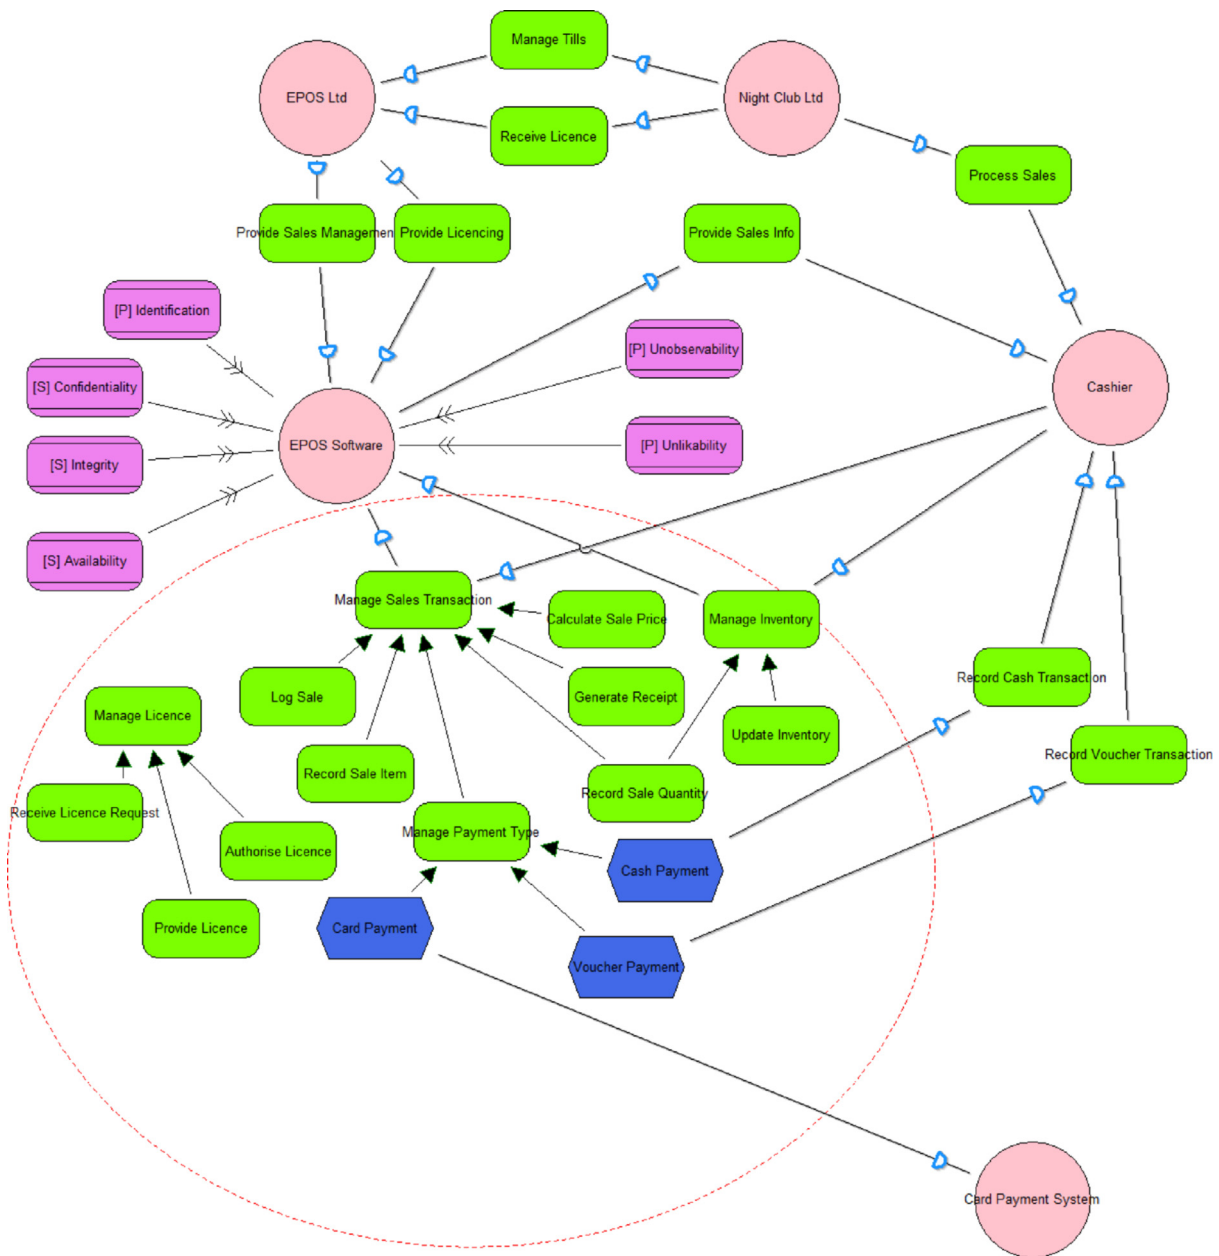 Manage Tills
EPOS Ltd
Night Club Ltd
Receive Licence
Process Sales
Provide Sales Managemen
Provide Licencing
Provide Sales Info
[P] Identification
[P] Unobservability
[S] Confidentiality
Cashier
EPOS Software
[P] Unlikability
[S] Integrity
[S] Availability
Manage Sales Transaction
Calculate Sale Price
Manage Inventory
Log Sale
Generate Receipt
Record Cash Transaction
Manage Licence
Update Inventory
Record Voucher Transaction
Record Sale Item
Record Sale Quantity
Receive Licence Request
Manage Payment Type
Authorise Licence
Cash Payment
Provide Licence
Card Payment
Voucher Payment
Card Payment System